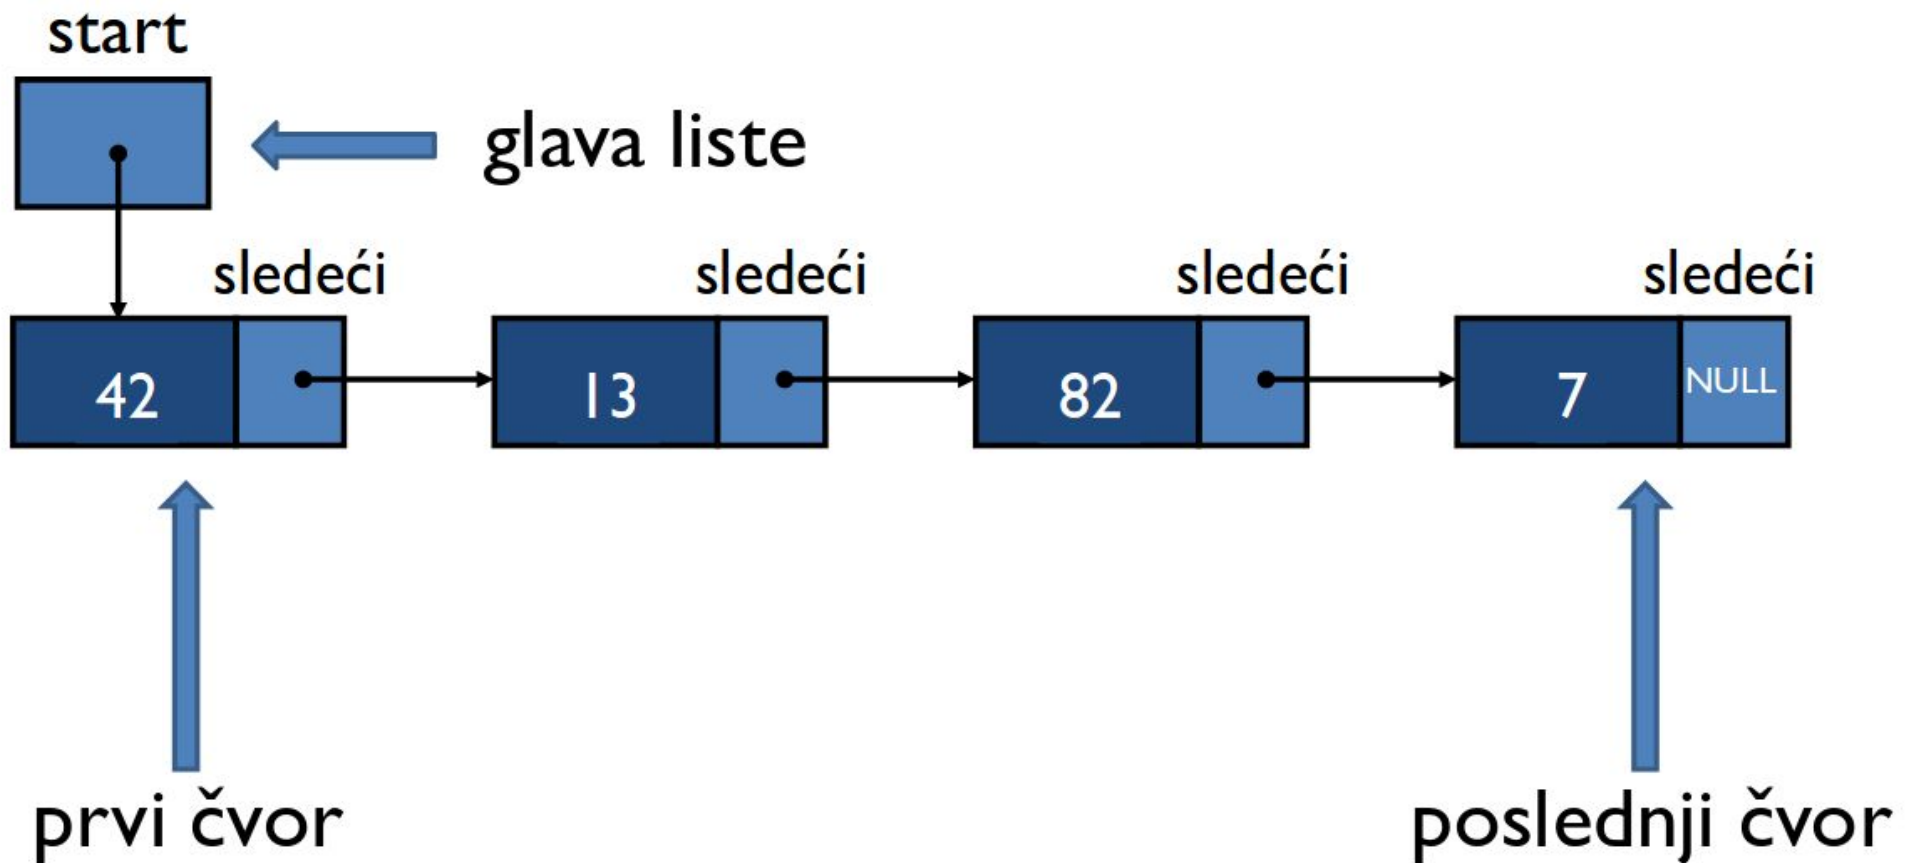 start
glava liste
sledeći sledeći sledeći sledeći
42 13 82 7 NULL
prvi čvor poslednji čvor